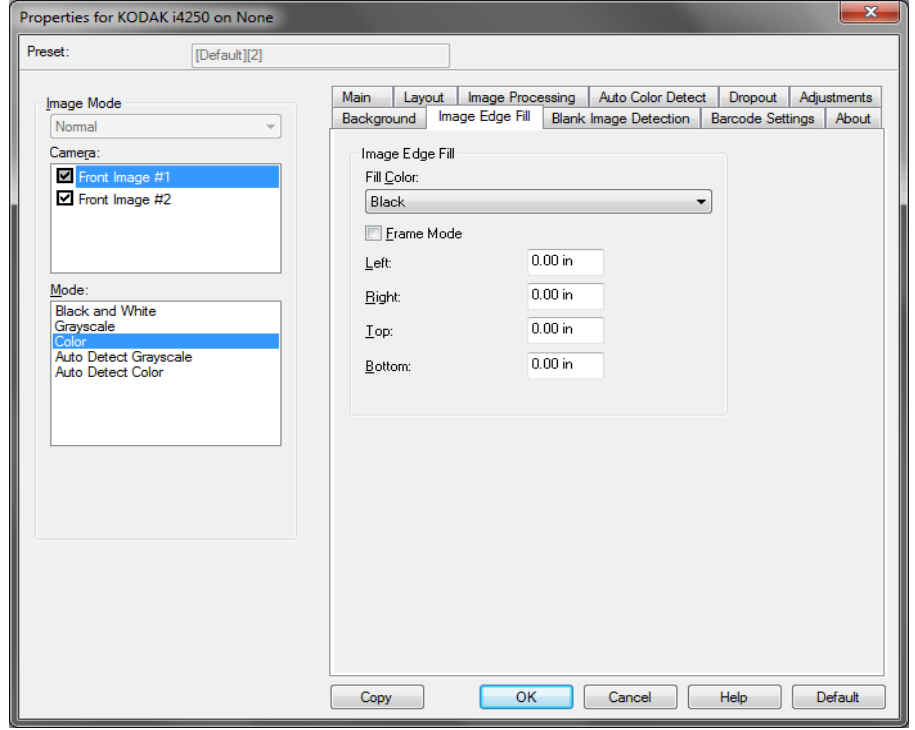 Properties for KODAK i4250 on None
Preset:
[Default][2]
Image Mode
Normal
Camera:
Front Image #1
Front Image #2
Mode:
Black and White
Grayscale
Color
Auto Detect Grayscale
Auto Detect Color
Main Layout Image Processing Auto Color Detect Dropout Adjustments
Background Image Edge Fill Blank Image Detection Barcode Settings About
Image Edge Fill
Fill Color:
Black
Frame Mode
Left: 0.00 in
Right: 0.00 in
Top: 0.00 in
Bottom: 0.00 in
Copy OK Cancel Help Default